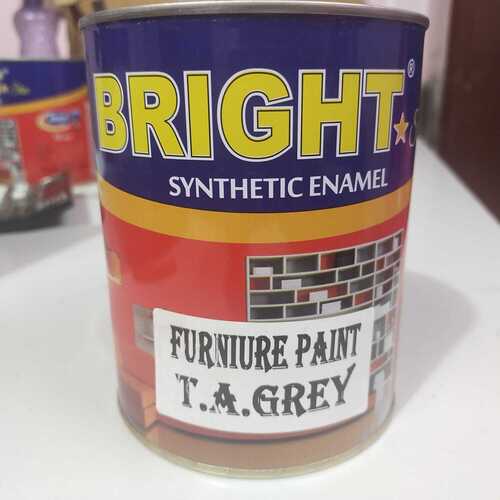 BRIGHT®
SYNTHETIC ENAMEL
FURNIURE PAINT
T.A.GREY